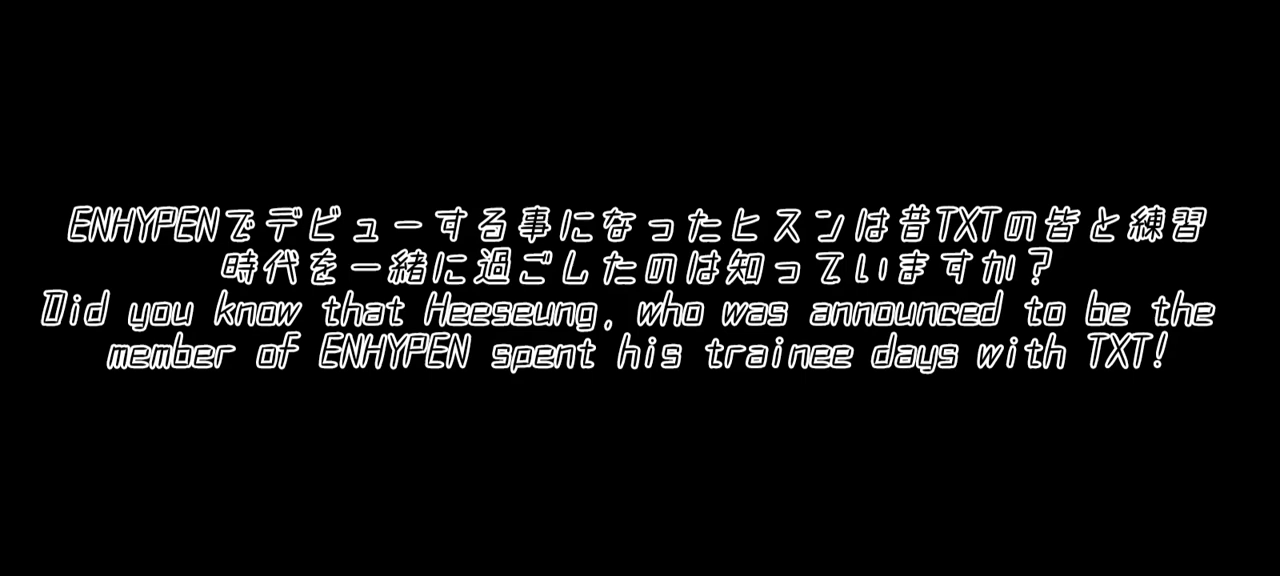 ENHYPENでデビューする事になったヒスンは昔TXTの皆と練習
時代を一緒に過ごしたのは知っていますか？
Did you know that Heeseung, who was announced to be the
member of ENHYPEN spent his trainee days with TXT!